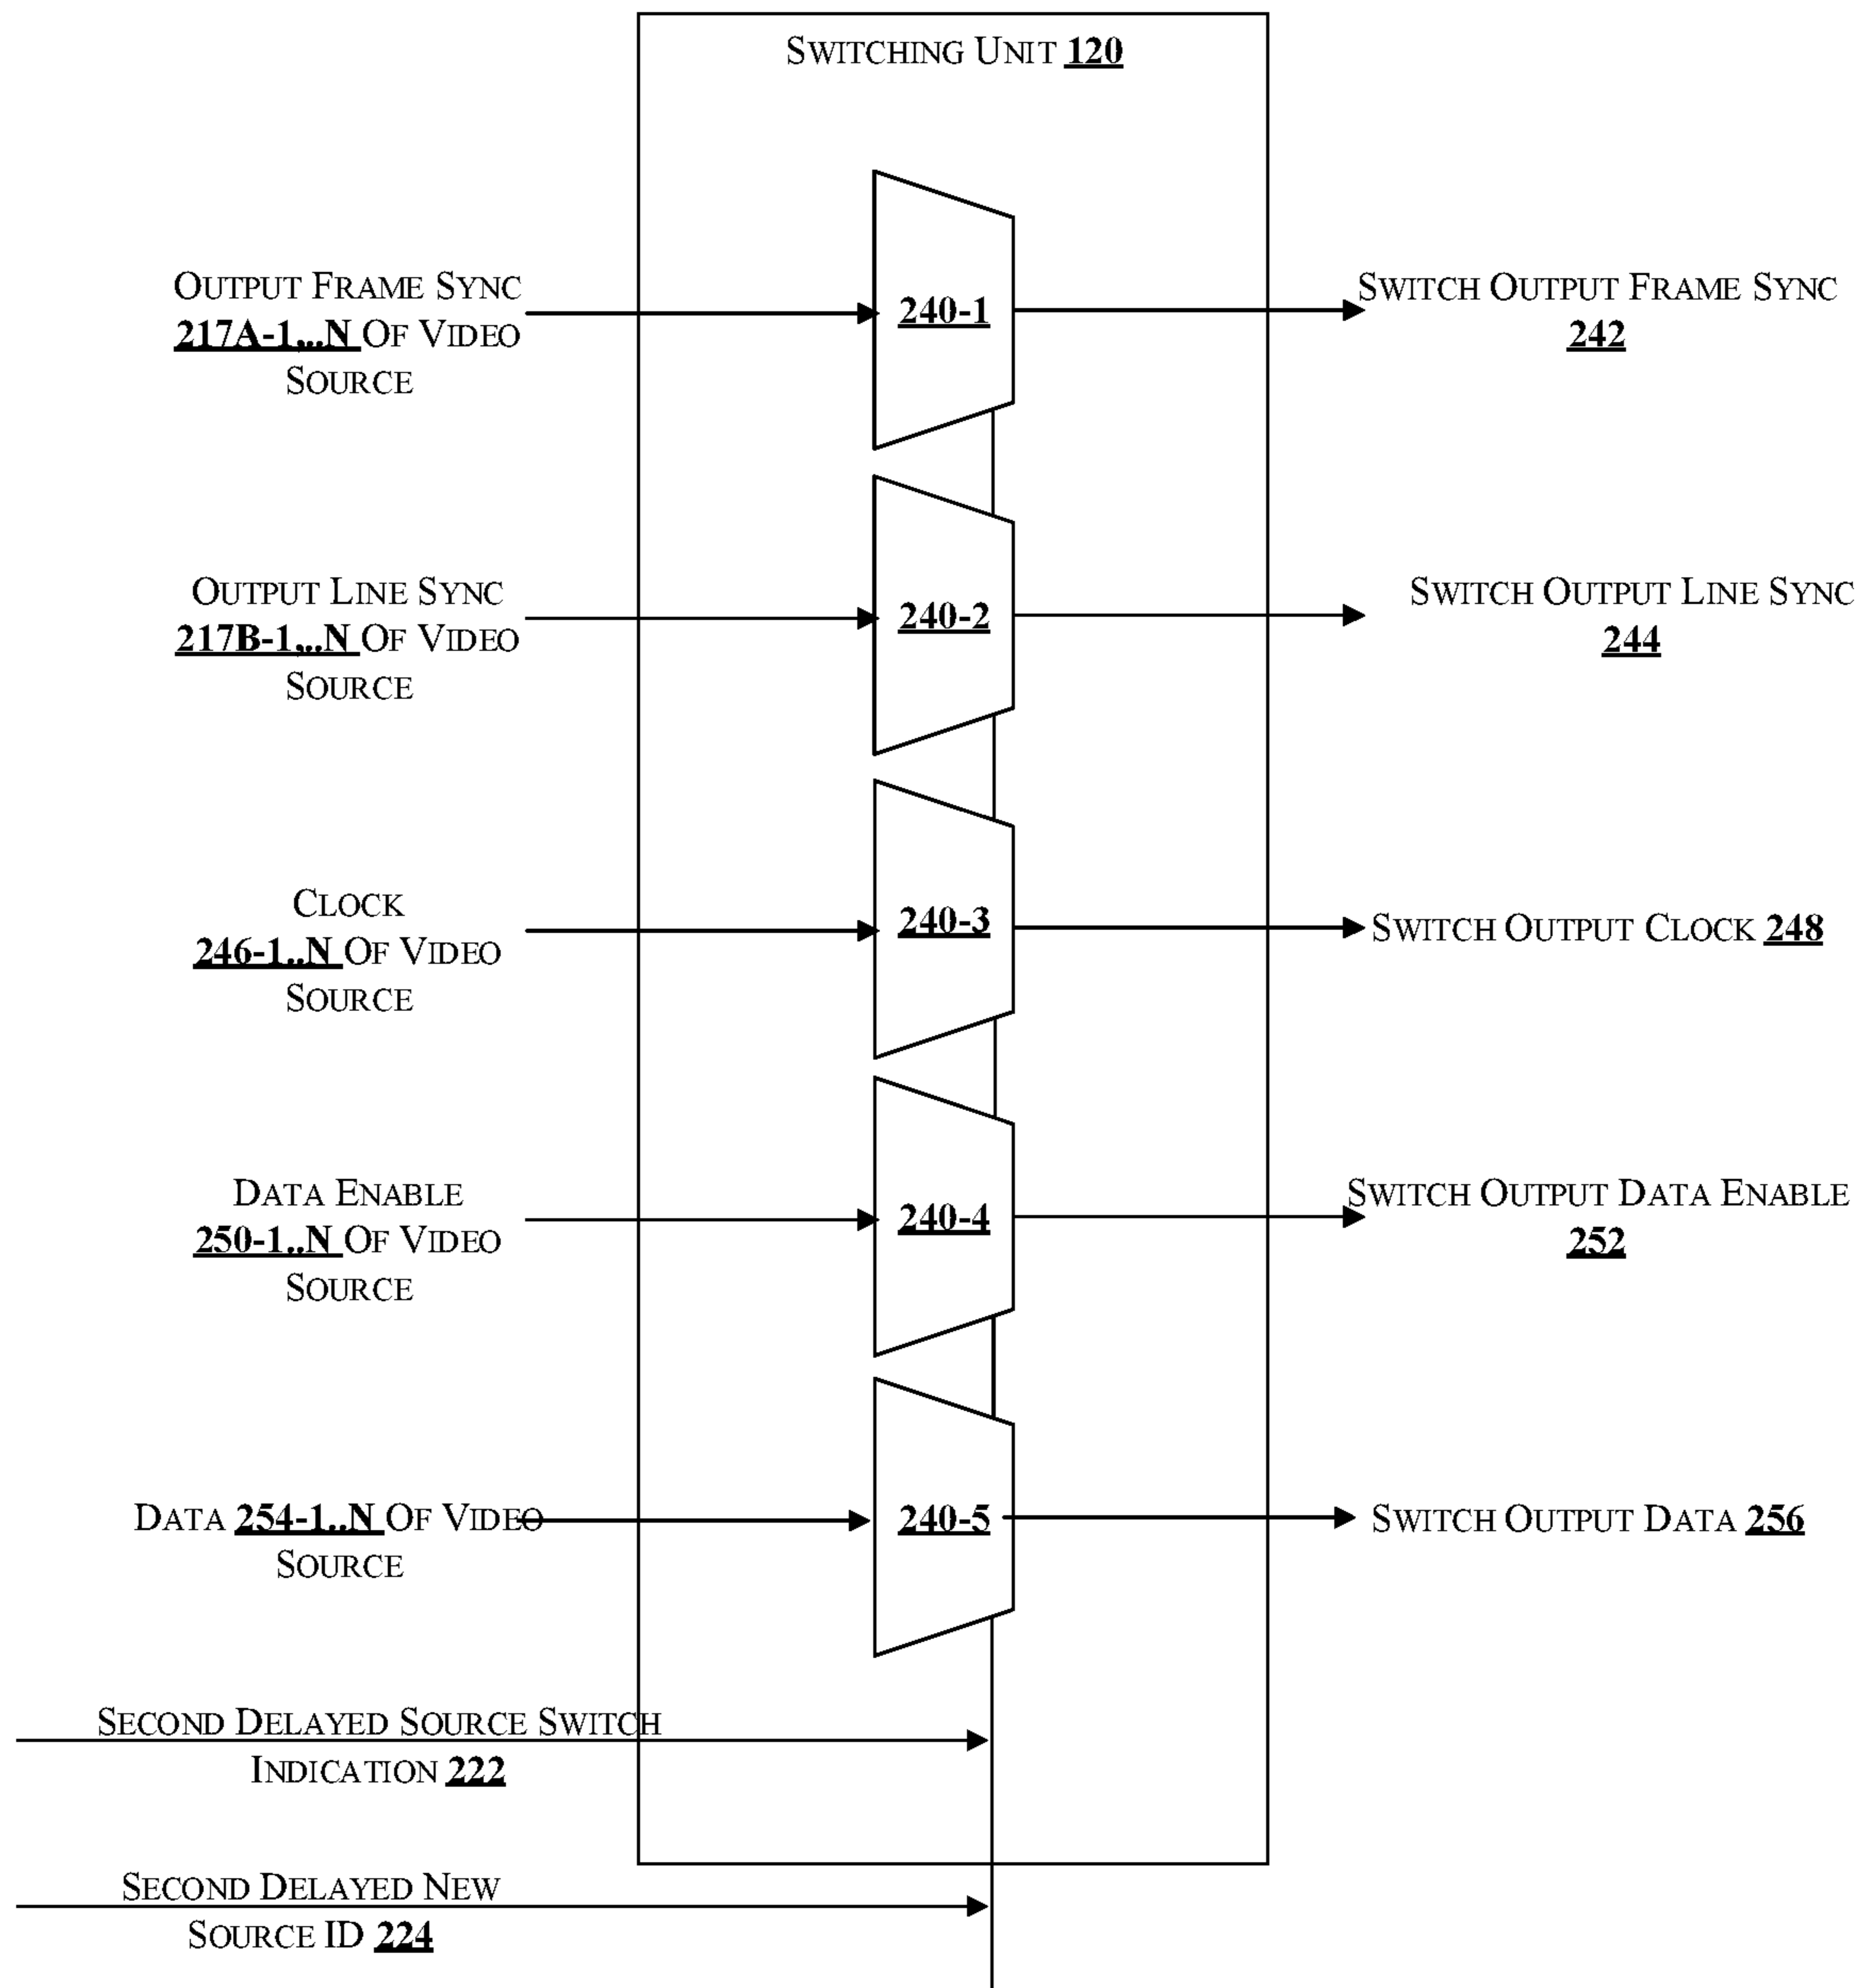 Switching Unit 120
Output Frame Sync
217A-1,..N Of Video
Source
240-1
Switch Output Frame Sync
242
Output Line Sync
217B-1,..N Of Video
Source
240-2
Switch Output Line Sync
244
Clock
246-1..N Of Video
Source
240-3
Switch Output Clock 248
Data Enable
250-1..N Of Video
Source
240-4
Switch Output Data Enable
252
Data 254-1..N Of Video
Source
240-5
Switch Output Data 256
Second Delayed Source Switch
Indication 222
Second Delayed New
Source ID 224